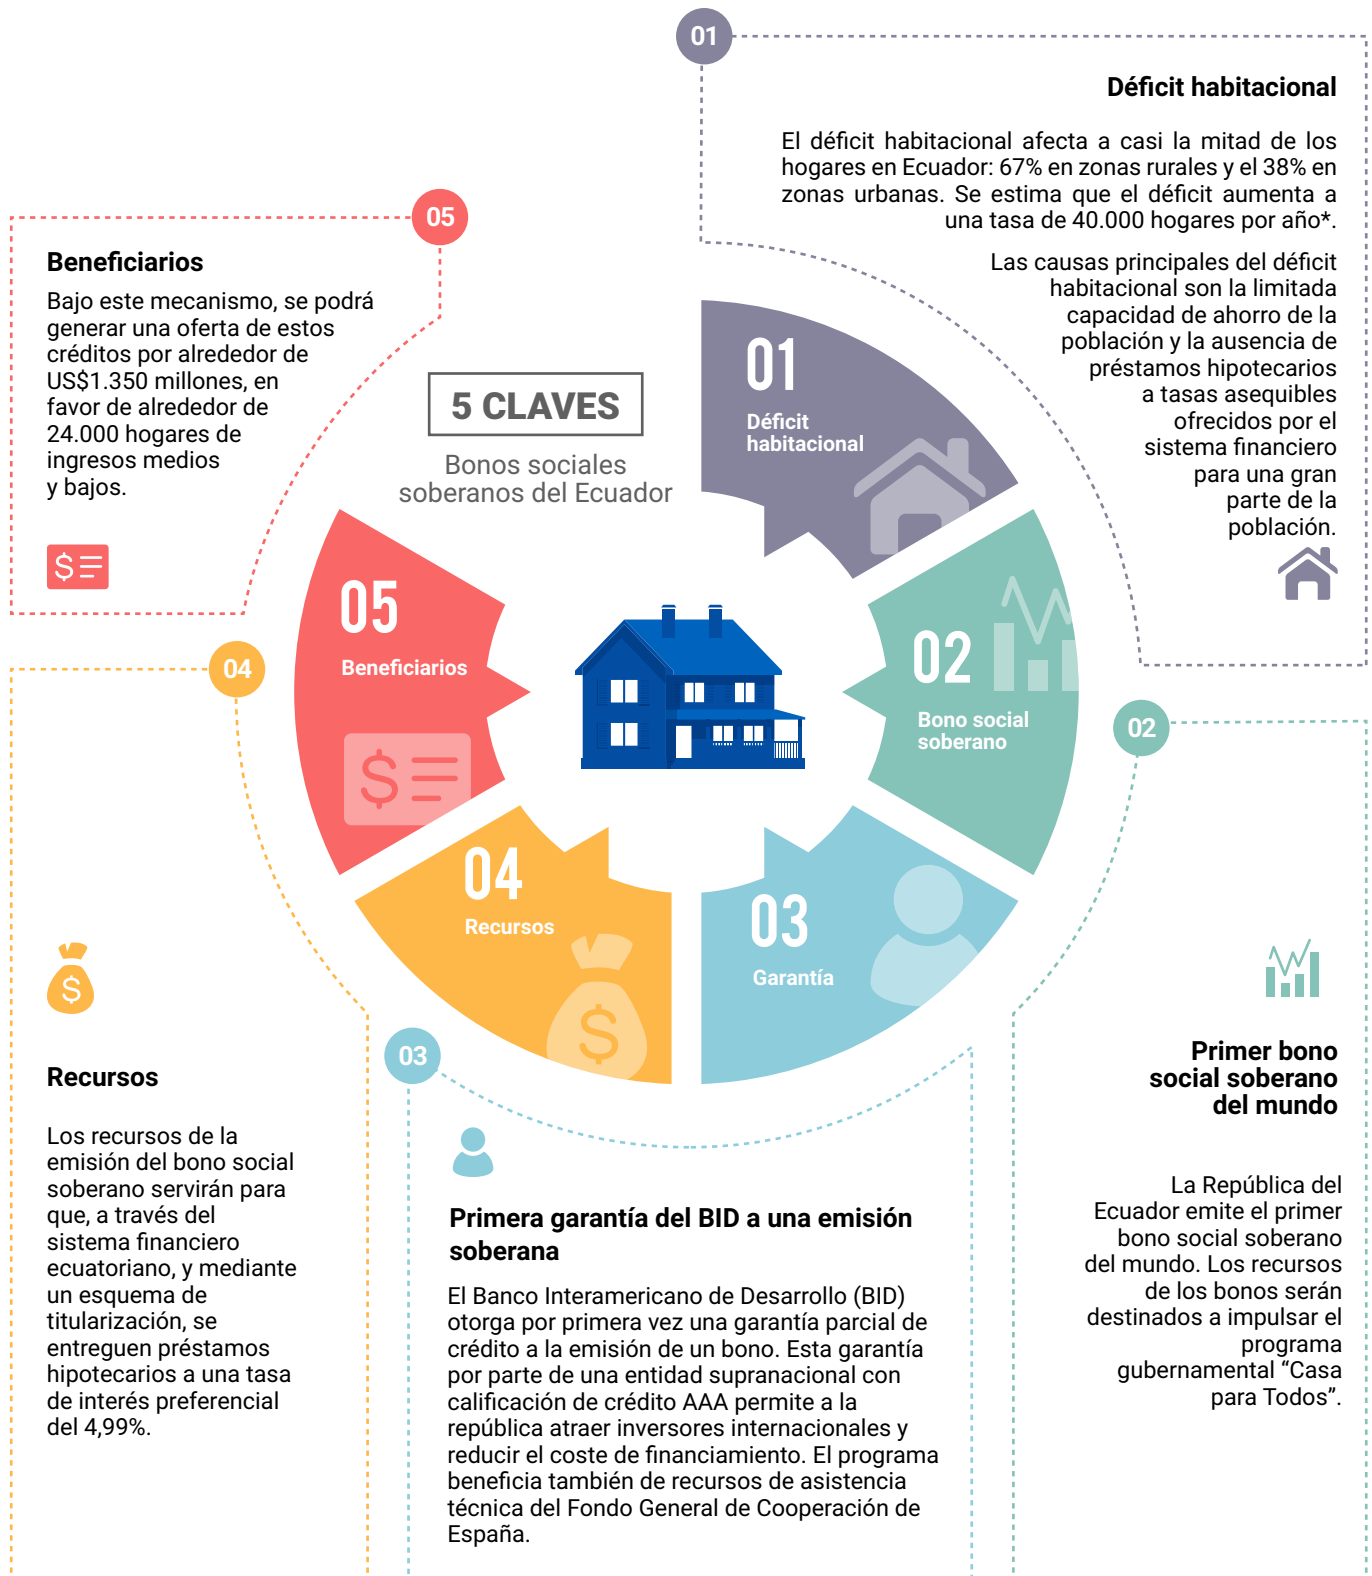 01
Déficit habitacional
El déficit habitacional afecta a casi la mitad de los
hogares en Ecuador: 67% en zonas rurales y el 38% en
zonas urbanas. Se estima que el déficit aumenta a
una tasa de 40.000 hogares por año*.
Las causas principales del déficit
habitacional son la limitada
capacidad de ahorro de la
población y la ausencia de
préstamos hipotecarios
a tasas asequibles
ofrecidos por el
sistema financiero
para una gran
parte de la
población.
05
Beneficiarios
Bajo este mecanismo, se podrá
generar una oferta de estos
créditos por alrededor de
US$1.350 millones, en
favor de alrededor de
24.000 hogares de
ingresos medios
y bajos.
$
5 CLAVES
Bonos sociales
soberanos del Ecuador
01
Déficit
habitacional
02
Bono social
soberano
03
Garantía
04
Recursos
$
05
Beneficiarios
$
04
$
Recursos
Los recursos de la
emisión del bono social
soberano servirán para
que, a través del
sistema financiero
ecuatoriano, y mediante
un esquema de
titularización, se
entreguen préstamos
hipotecarios a una tasa
de interés preferencial
del 4,99%.
03
Primera garantía del BID a una emisión
soberana
El Banco Interamericano de Desarrollo (BID)
otorga por primera vez una garantía parcial de
crédito a la emisión de un bono. Esta garantía
por parte de una entidad supranacional con
calificación de crédito AAA permite a la
república atraer inversores internacionales y
reducir el coste de financiamiento. El programa
beneficia también de recursos de asistencia
técnica del Fondo General de Cooperación de
España.
02
Primer bono
social soberano
del mundo
La República del
Ecuador emite el primer
bono social soberano
del mundo. Los recursos
de los bonos serán
destinados a impulsar el
programa
gubernamental “Casa
para Todos”.